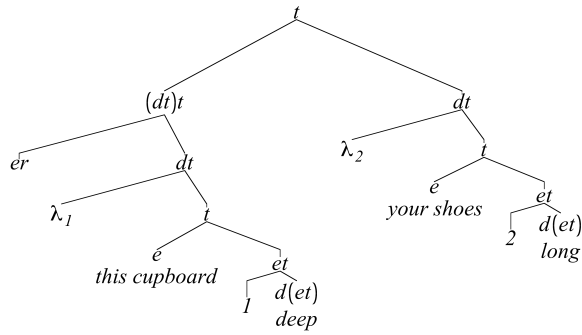 t
(dt)t dt
er dt λ2 t
λ1 t e et
your shoes
e et 2 d(et)
this cupboard long
1 d(et)
deep